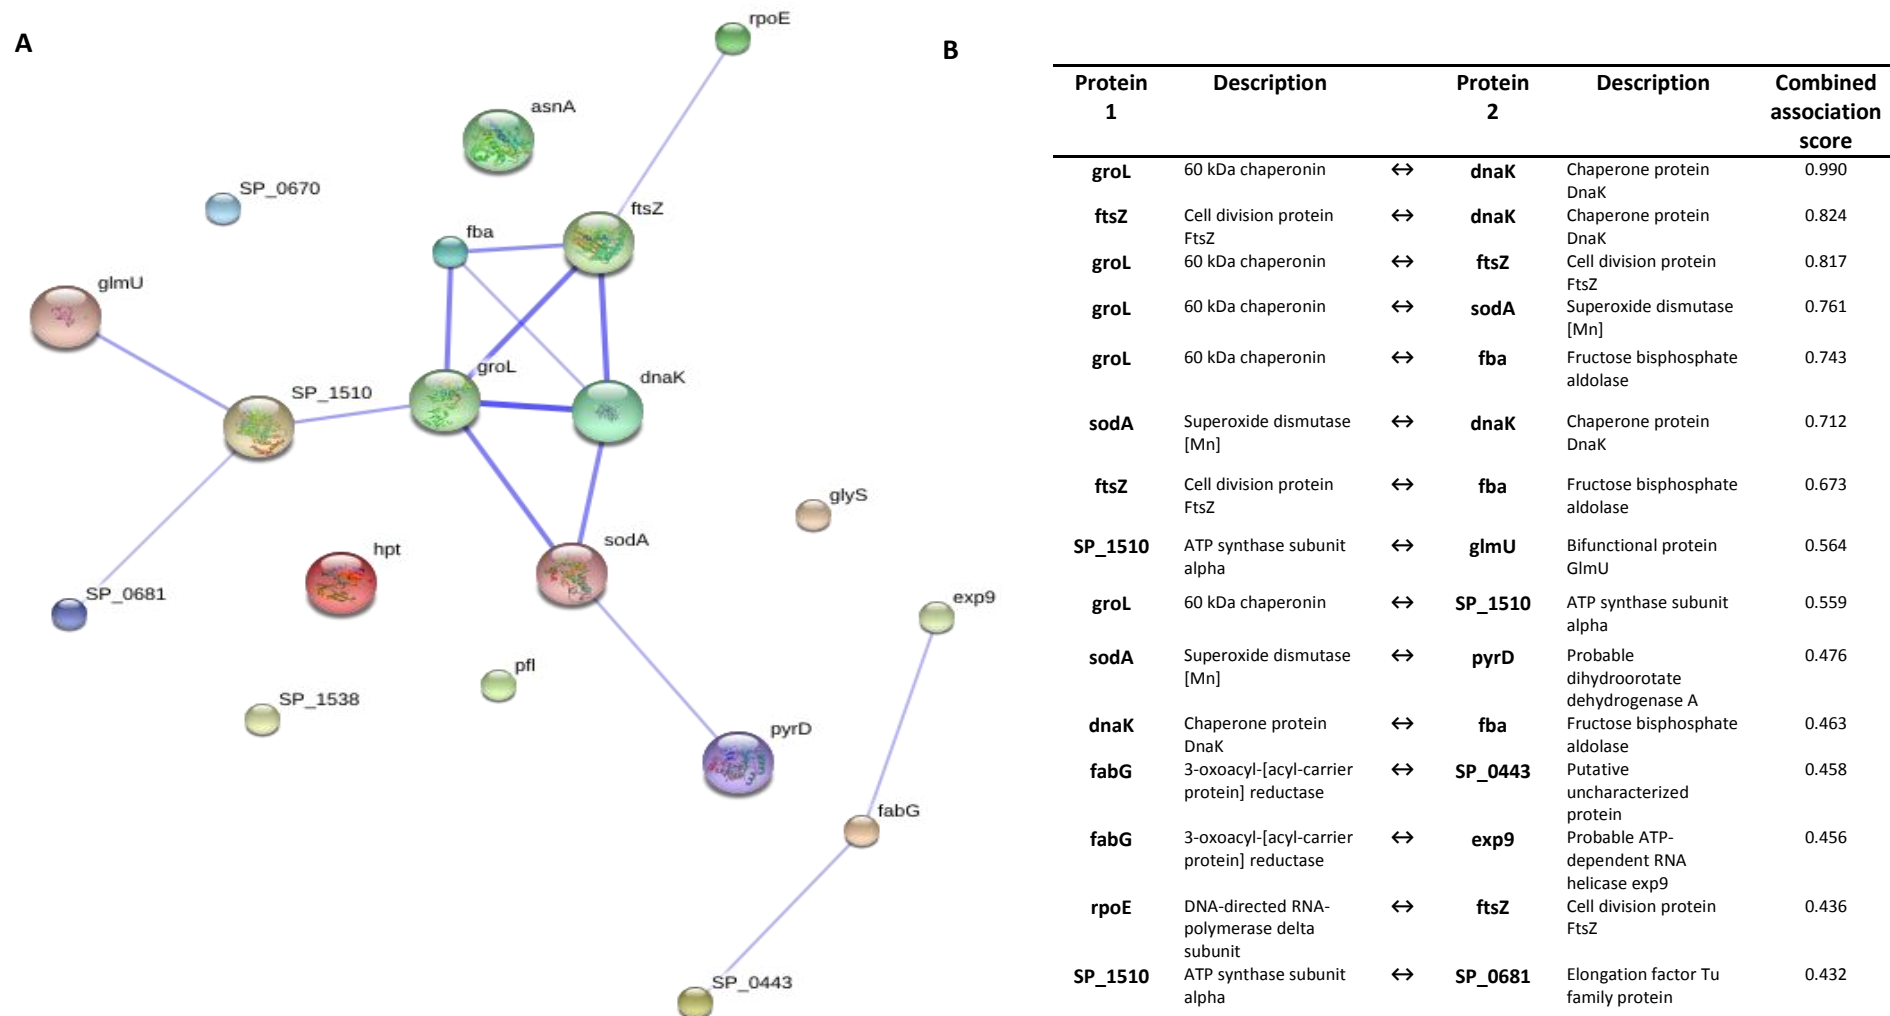 A
rpoE
asnA
SP_0670
ftsZ
fba
glmU
groL
dnaK
SP_1510
glyS
sodA
hpt
SP_0681
exp9
pfl
SP_1538
pyrD
fabG
SP_0443
B
Protein 1 Description Protein 2 Description Combined association score
groL 60 kDa chaperonin ↔ dnaK Chaperone protein DnaK 0.990
ftsZ Cell division protein FtsZ ↔ dnaK Chaperone protein DnaK 0.824
groL 60 kDa chaperonin ↔ ftsZ Cell division protein FtsZ 0.817
groL 60 kDa chaperonin ↔ sodA Superoxide dismutase [Mn] 0.761
groL 60 kDa chaperonin ↔ fba Fructose bisphosphate aldolase 0.743
sodA Superoxide dismutase [Mn] ↔ dnaK Chaperone protein DnaK 0.712
ftsZ Cell division protein FtsZ ↔ fba Fructose bisphosphate aldolase 0.673
SP_1510 ATP synthase subunit alpha ↔ glmU Bifunctional protein GlmU 0.564
groL 60 kDa chaperonin ↔ SP_1510 ATP synthase subunit alpha 0.559
sodA Superoxide dismutase [Mn] ↔ pyrD Probable dihydroorotate dehydrogenase A 0.476
dnaK Chaperone protein DnaK ↔ fba Fructose bisphosphate aldolase 0.463
fabG 3-oxoacyl-[acyl-carrier protein] reductase ↔ SP_0443 Putative uncharacterized protein 0.458
fabG 3-oxoacyl-[acyl-carrier protein] reductase ↔ exp9 Probable ATP-dependent RNA helicase exp9 0.456
rpoE DNA-directed RNA-polymerase delta subunit ↔ ftsZ Cell division protein FtsZ 0.436
SP_1510 ATP synthase subunit alpha ↔ SP_0681 Elongation factor Tu family protein 0.432